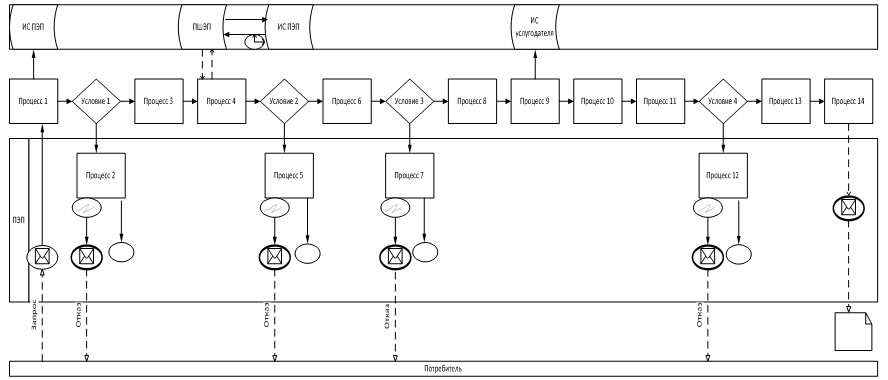 ИС ПЭП
ПШЭП
ИС ПЭП
ИС
услугодателя
Процесс 1
Условие 1
Процесс 3
Процесс 4
Условие 2
Процесс 6
Условие 3
Процесс 8
Процесс 9
Процесс 10
Процесс 11
Условие 4
Процесс 13
Процесс 14
ПЭП
Процесс 2
Процесс 5
Процесс 7
Процесс 12
Запрос
Отказ
Отказ
Отказ
Отказ
Потребитель